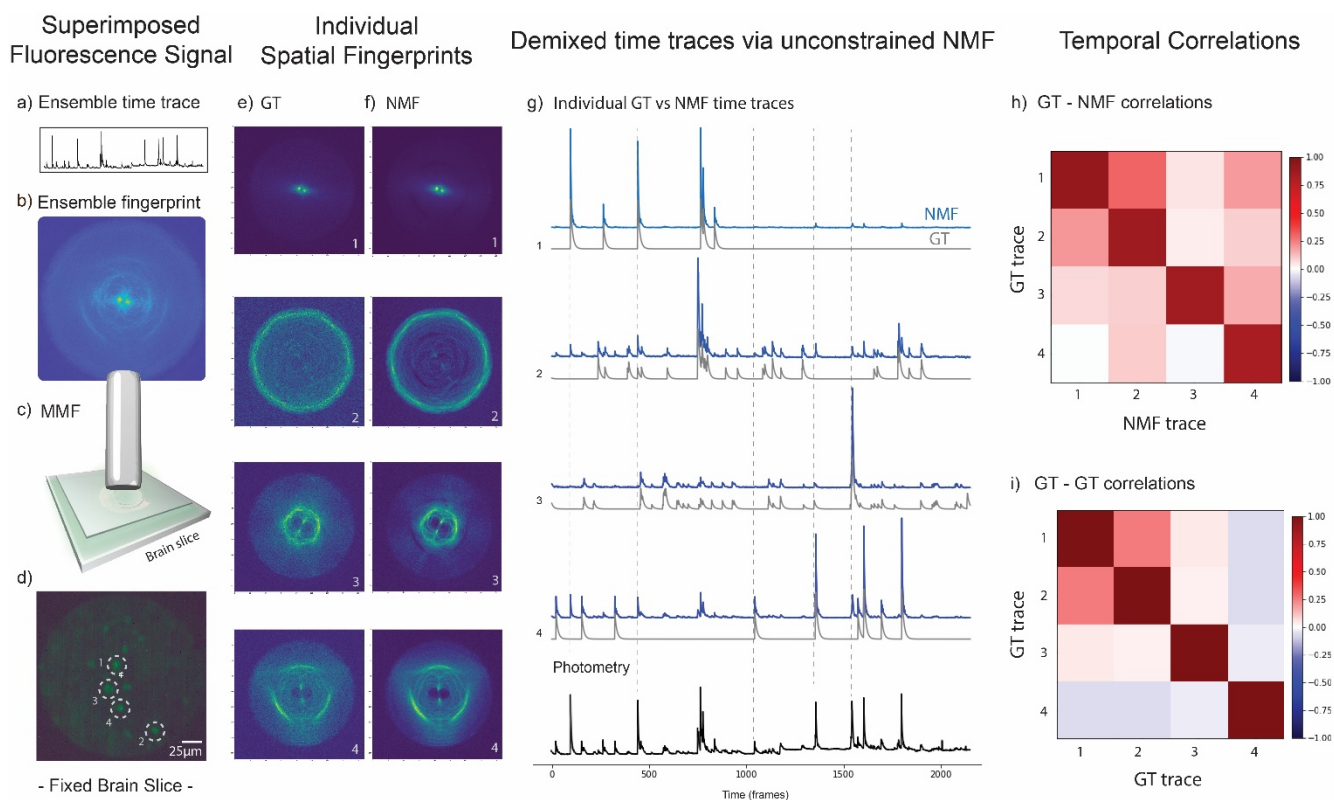 Superimposed
Fluorescence Signal
Individual
Spatial Fingerprints
Demixed time traces via unconstrained NMF
Temporal Correlations
a) Ensemble time trace
b) Ensemble fingerprint
c) MMF
Brain slice
d)
1
3
4
2
25μm
- Fixed Brain Slice -
e) GT
f) NMF
1
1
2
2
3
3
4
4
g) Individual GT vs NMF time traces
NMF
GT
1
2
3
4
Photometry
0
500
1000
1500
2000
Time (frames)
h) GT - NMF correlations
GT trace
1
2
3
4
1
2
3
4
NMF trace
1.00
0.75
0.50
0.25
0.00
−0.25
−0.50
−0.75
−1.00
i) GT - GT correlations
GT trace
1
2
3
4
1
2
3
4
GT trace
1.00
0.75
0.50
0.25
0.00
−0.25
−0.50
−0.75
−1.00